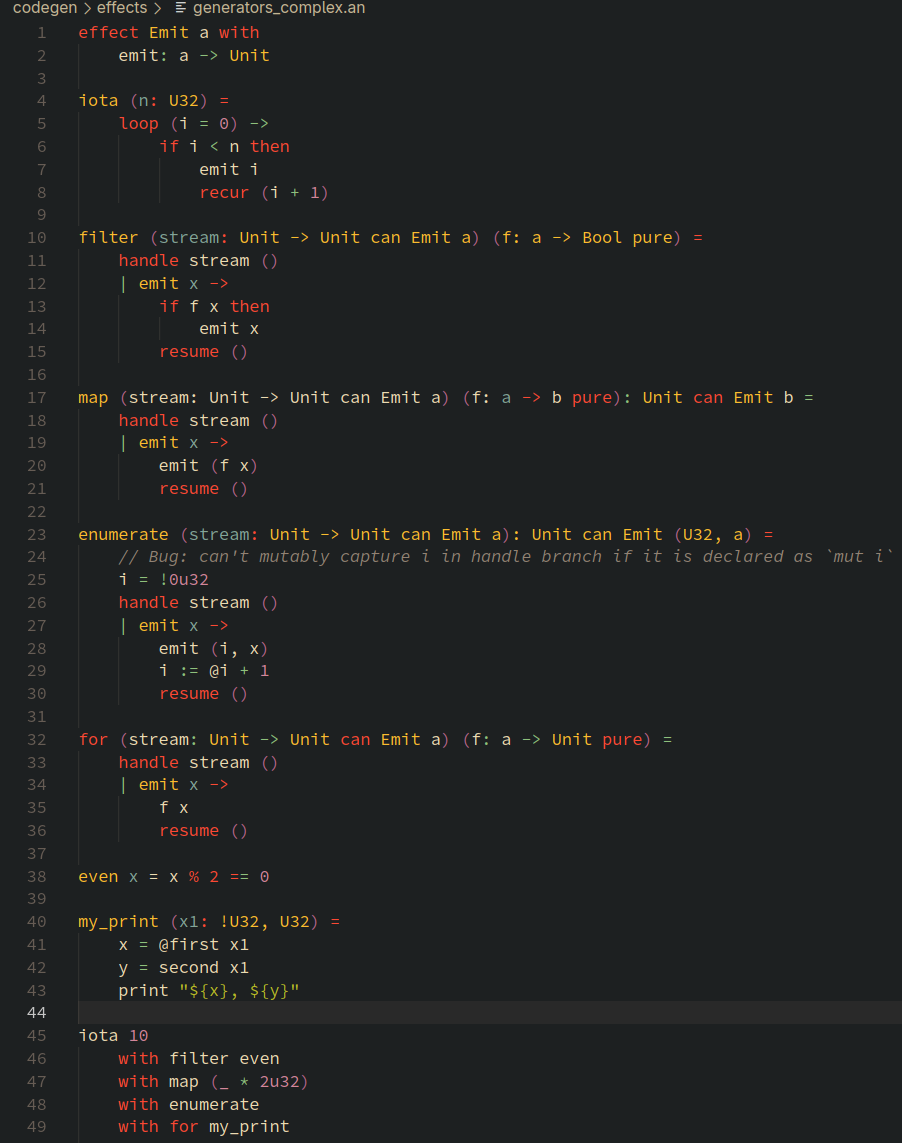 codegen > effects > generators_complex.an
1 effect Emit a with
2     emit: a -> Unit
3
4 iota (n: U32) =
5     loop (i = 0) ->
6         if i < n then
7             emit i
8             recur (i + 1)
9
10 filter (stream: Unit -> Unit can Emit a) (f: a -> Bool pure) =
11     handle stream ()
12     | emit x ->
13         if f x then
14             emit x
15         resume ()
16
17 map (stream: Unit -> Unit can Emit a) (f: a -> b pure): Unit can Emit b =
18     handle stream ()
19     | emit x ->
20         emit (f x)
21         resume ()
22
23 enumerate (stream: Unit -> Unit can Emit a): Unit can Emit (U32, a) =
24     // Bug: can't mutably capture i in handle branch if it is declared as `mut i`
25     i = !0u32
26     handle stream ()
27     | emit x ->
28         emit (i, x)
29         i := @i + 1
30         resume ()
31
32 for (stream: Unit -> Unit can Emit a) (f: a -> Unit pure) =
33     handle stream ()
34     | emit x ->
35         f x
36         resume ()
37
38 even x = x % 2 == 0
39
40 my_print (x1: !U32, U32) =
41     x = @first x1
42     y = second x1
43     print "${x}, ${y}"
44
45 iota 10
46     with filter even
47     with map (_ * 2u32)
48     with enumerate
49     with for my_print